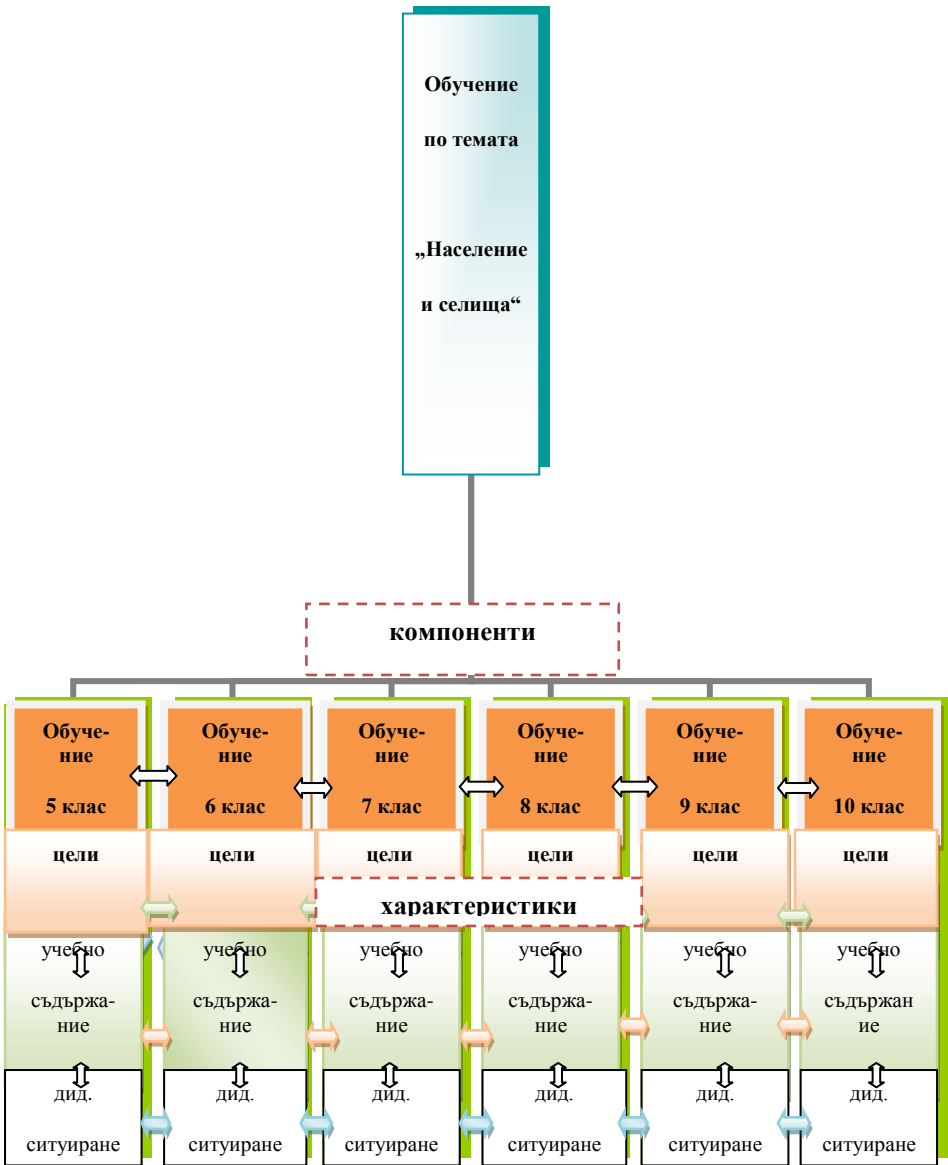 Обучение
по темата
„Население
и селища“
компоненти
Обуче-
ние
5 клас
Обуче-
ние
6 клас
Обуче-
ние
7 клас
Обуче-
ние
8 клас
Обуче-
ние
9 клас
Обуче-
ние
10 клас
цели
цели
цели
цели
цели
цели
характеристики
учебно
съдържа-
ние
учебно
съдържа-
ние
учебно
съдържа-
ние
учебно
съдържа-
ние
учебно
съдържа-
ние
учебно
съдържан
ие
дид.
ситуиране
дид.
ситуиране
дид.
ситуиране
дид.
ситуиране
дид.
ситуиране
дид.
ситуиране